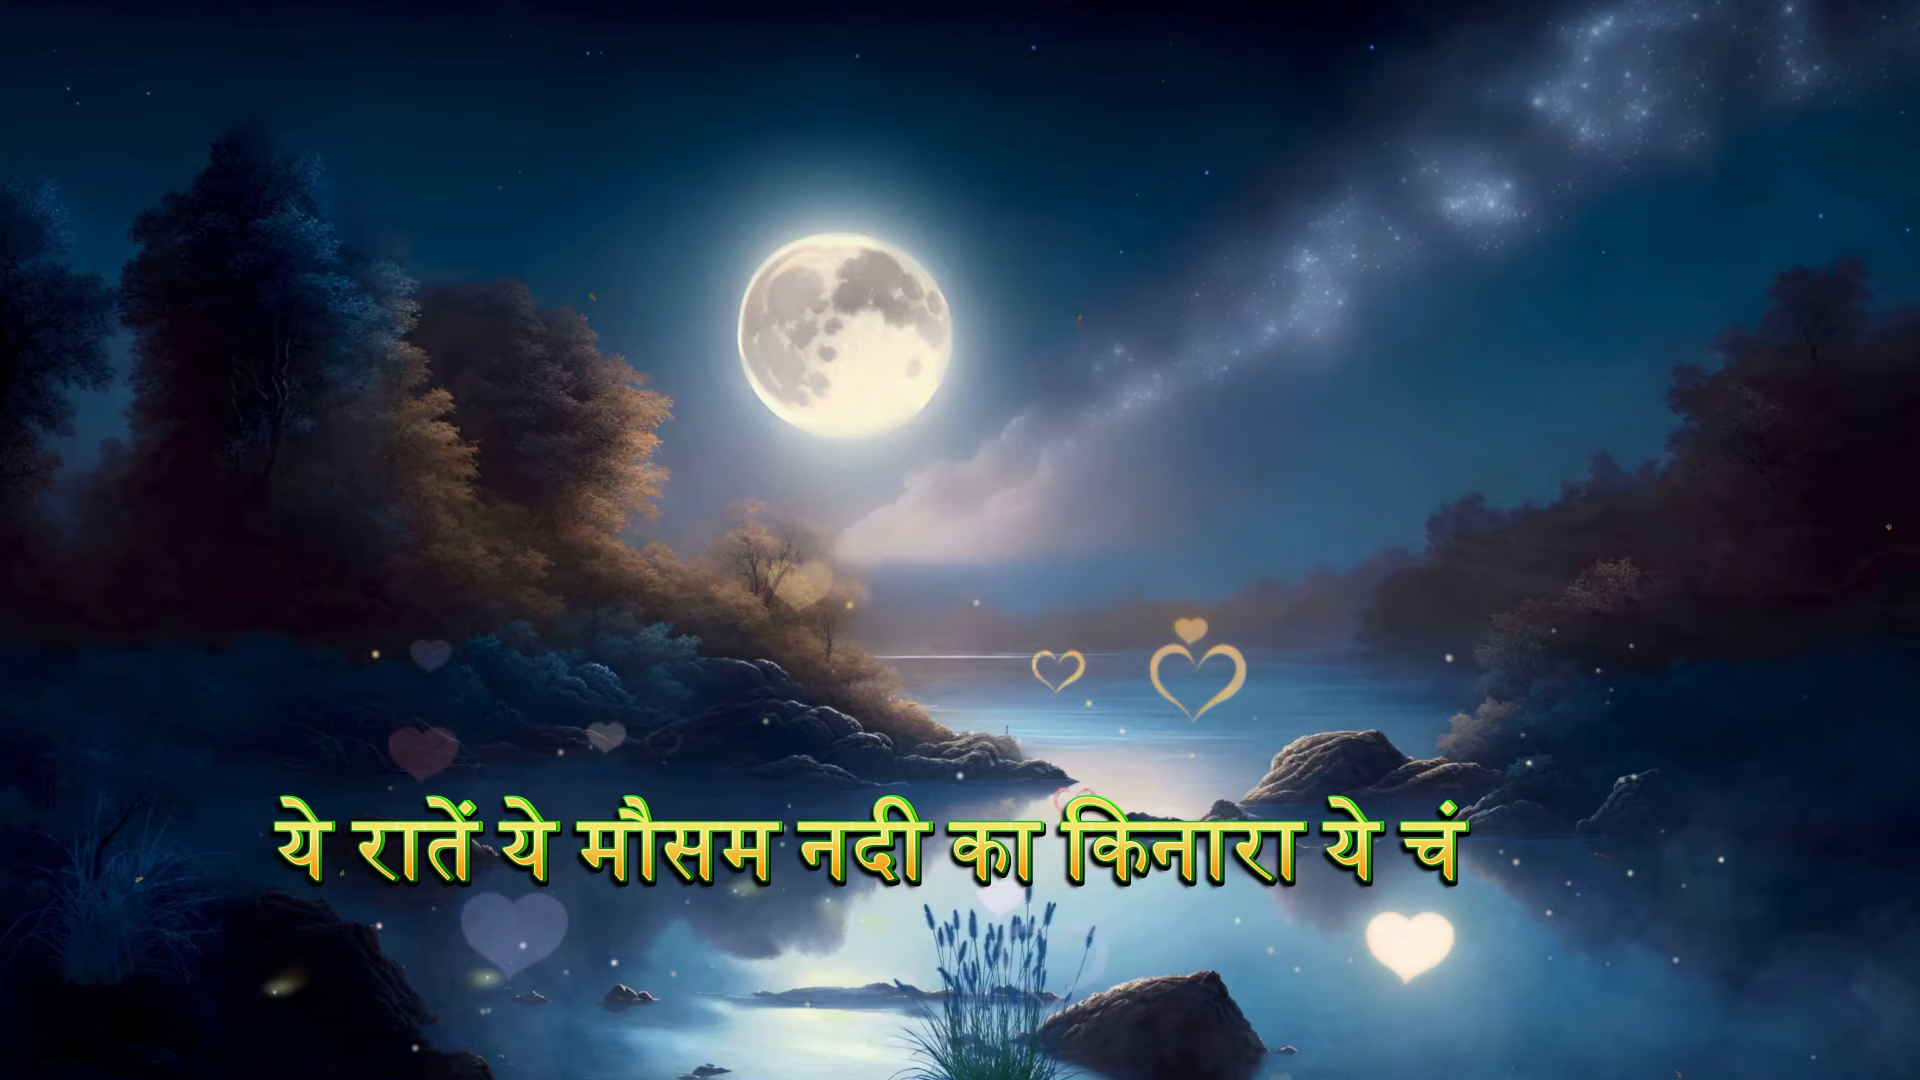 ये रातें ये मौसम नदी का किनारा ये चं